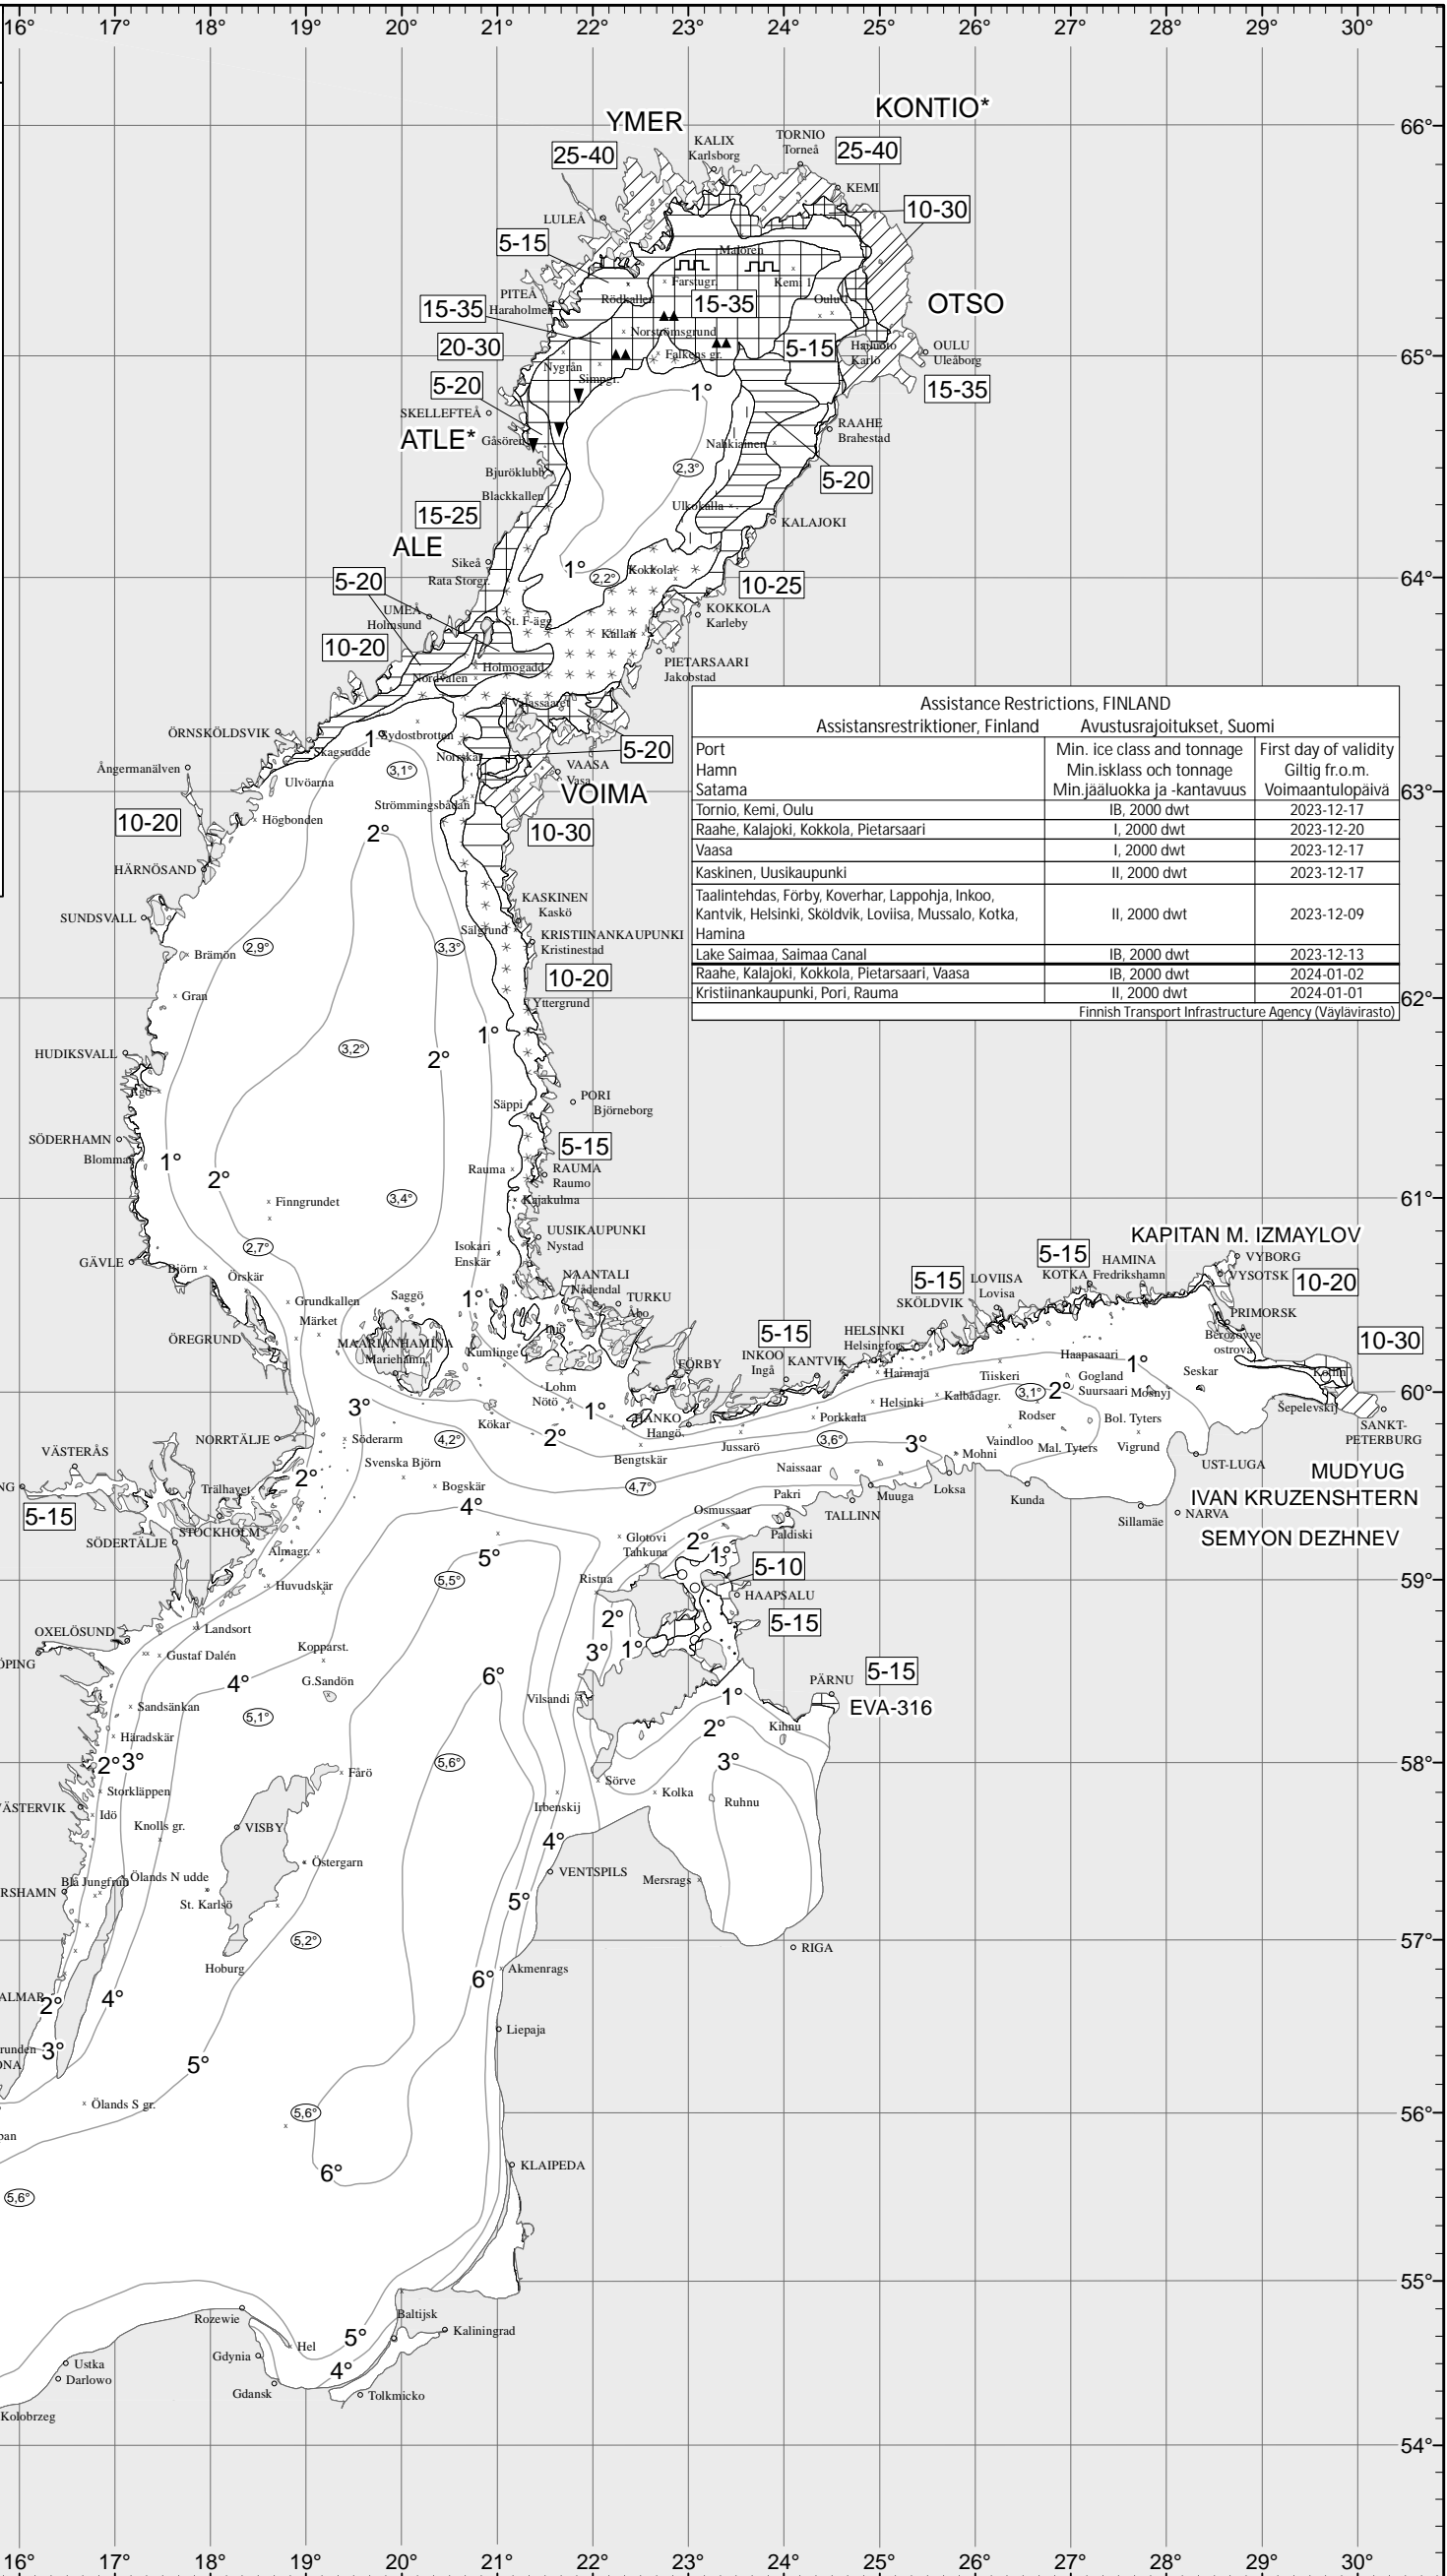 16° 17° 18° 19° 20° 21° 22° 23° 24° 25° 26° 27° 28° 29° 30°
KONTIO*
YMER
66°
KALIX
Karlsborg
TORNIO
Torneå
25-40
25-40
KEMI
10-30
LULEÅ
5-15
Malören
Farstugr.
Kemi 1
PITEÅ
Haraholmen
Rödkallen
15-35
Oulu 1
OTSO
15-35
Norströmsgrund
20-30
Falkens gr.
5-15
Hailuoto
Karlö
OULU
Uleåborg
65°
Nygrån
Simpgr.
5-20
1°
15-35
SKELLEFTEÅ
RAAHE
Brahestad
ATLE*
Gåsören
Nahkiainen
Bjuröklubb
2,3°
5-20
Blackkallen
Ulkokalla
15-25
KALAJOKI
ALE
Sikeå
1°
2,2°
Kokkola
64°
5-20
Rata Storgr.
10-25
UMEÅ
Holmsund
St. F-ägg
KOKKOLA
Karleby
Kallan
10-20
Holmogadd
PIETARSAARI
Jakobstad
Nordvalen
Valassaaret
Assistance Restrictions, FINLAND
Assistansrestriktioner, Finland Avustusrajoitukset, Suomi
Port Min. ice class and tonnage First day of validity
Hamn Min.isklass och tonnage Giltig fr.o.m.
Satama Min.jääluokka ja -kantavuus Voimaantulopäivä
Tornio, Kemi, Oulu IB, 2000 dwt 2023-12-17
Raahe, Kalajoki, Kokkola, Pietarsaari I, 2000 dwt 2023-12-20
Vaasa I, 2000 dwt 2023-12-17
Kaskinen, Uusikaupunki II, 2000 dwt 2023-12-17
Taalintehdas, Förby, Koverhar, Lappohja, Inkoo,
Kantvik, Helsinki, Sköldvik, Loviisa, Mussalo, Kotka, II, 2000 dwt 2023-12-09
Hamina
Lake Saimaa, Saimaa Canal IB, 2000 dwt 2023-12-13
Raahe, Kalajoki, Kokkola, Pietarsaari, Vaasa IB, 2000 dwt 2024-01-02
Kristiinankaupunki, Pori, Rauma II, 2000 dwt 2024-01-01
Finnish Transport Infrastructure Agency (Väylävirasto)
ÖRNSKÖLDSVIK
1°
Sydostbrotten
Skagsudde
Norrskär
5-20
Ångermanälven
3,1°
VAASA
Vasa
Ulvöarna
63°
Strömmingsbådan
VOIMA
10-20
Högbonden
2°
10-30
HÄRNÖSAND
KASKINEN
Kaskö
SUNDSVALL
Sälgrund
KRISTIINANKAUPUNKI
Kristinestad
2,9°
3,3°
Brämön
10-20
Gran
62°
Yttergrund
1°
3,2°
HUDIKSVALL
2°
Agö
Säppi
PORI
Björneborg
SÖDERHAMN
5-15
Blomman
1°
Rauma
RAUMA
Raumo
2°
61°
3,4°
Finngrundet
Kajakulma
UUSIKAUPUNKI
Nystad
2,7°
Isokari
Enskär
KAPITAN M. IZMAYLOV
GÄVLE
Björn
Örskär
NAANTALI
Nådendal
5-15
HAMINA
Fredrikshamn
KOTKA
VYBORG
VYSOTSK
10-20
Saggö
1°
TURKU
Åbo
5-15
LOVIISA
Lovisa
SKÖLDVIK
Grundkallen
Märket
PRIMORSK
Berozovye
ostrova
ÖREGRUND
MAARIANHAMINA
Mariehamn
Kumlinge
5-15
HELSINKI
Helsingfors
10-30
FÖRBY
INKOO
Ingå
KANTVIK
Harmaja
Haapasaari
1°
Seskar
Kotlin
Lohm
Nötö
Tiiskeri
Gogland
Suursaari
Mosnyj
3,1°
2°
60°
3°
Kökar
1°
HANKO
Hangö
Helsinki
Kalbådagr.
Šepelevskij
Porkkala
Rodser
Bol. Tyters
SANKT-
PETERBURG
NORRTÄLJE
Söderarm
4,2°
2°
Jussarö
3,6°
3°
Vaindloo
Mal. Tyters
Vigrund
VÄSTERÅS
Svenska Björn
Bengtskär
Mohni
UST-LUGA
2°
Bogskär
4,7°
Naissaar
Loksa
MUDYUG
Trälhavet
Pakri
Muuga
Kunda
IVAN KRUZENSHTERN
5-15
4°
Osmussaar
TALLINN
Sillamäe
NARVA
STOCKHOLM
Glotovi
Paldiski
SEMYON DEZHNEV
SÖDERTÄLJE
Almagr.
5°
Tahkuna
2°
1°
Huvudskär
5,5°
Ristna
5-10
59°
HAAPSALU
OXELÖSUND
Landsort
2°
5-15
Gustaf Dalén
Kopparst.
3°
1°
4°
G.Sandön
6°
5-15
PÄRNU
Sandsänkan
Vilsandi
1°
EVA-316
5,1°
Häradskär
2°
Kihnu
2° 3°
5,6°
3°
58°
Fårö
Sörve
Storkläppen
Irbenskij
Kolka
Ruhnu
Idö
VISBY
Knolls gr.
4°
Östergarn
VENTSPILS
Mersrags
Blå Jungfrun
Ölands N udde
5°
St. Karlsö
5,2°
57°
RIGA
Hoburg
Akmenrags
6°
2°
4°
Liepaja
3°
5°
Ölands S gr.
5,6°
56°
6°
KLAIPEDA
5,6°
55°
Rozewie
Baltijsk
Kaliningrad
Hel
5°
Gdynia
4°
Ustka
Darlowo
Gdansk
Tolkmicko
Kolobrzeg
54°
16° 17° 18° 19° 20° 21° 22° 23° 24° 25° 26° 27° 28° 29° 30°